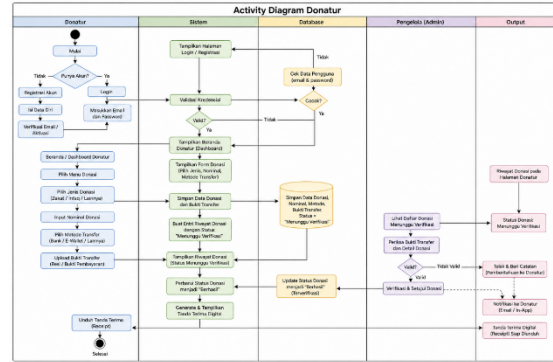 Activity Diagram Donatur
Donatur
Sistem
Database
Pengelola (Admin)
Output
Mulai
Punya Akun?
Tidak
Ya
Registrasi Akun
Isi Data Diri
Verifikasi Email /
Aktivasi
Login
Masukkan Email
dan Password
Tampilkan Halaman
Login / Registrasi
Validasi Kredensial
Valid?
Tidak
Ya
Cek Data Pengguna
(email & password)
Cocok?
Tidak
Ya
Tampilkan Beranda
Donatur (Dashboard)
Beranda / Dashboard Donatur
Pilih Menu Donasi
Pilih Jenis Donasi
(Zakat / Infaq / Lainnya)
Input Nominal Donasi
Pilih Metode Transfer
(Bank / E-Wallet / Lainnya)
Upload Bukti Transfer
(Foto / Bukti Pembayaran)
Tampilkan Form Donasi
(Pilih Jenis, Nominal,
Metode Transfer)
Simpan Data Donasi
dan Bukti Transfer
Buat Entri Riwayat Donasi
dengan Status
"Menunggu Verifikasi"
Tampilkan Riwayat Donasi
(Status Menunggu Verifikasi)
Perbarui Status Donasi
menjadi "Berhasil"
Generate & Tampilkan
Tanda Terima Digital
Simpan Data Donasi,
Nominal, Metode,
Bukti Transfer
Status =
"Menunggu Verifikasi"
Update Status Donasi
menjadi "Berhasil"
(Terverifikasi)
Lihat Daftar Donasi
Menunggu Verifikasi
Periksa Bukti Transfer
dan Detail Donasi
Valid?
Tidak Valid
Valid
Verifikasi & Setujui Donasi
Riwayat Donasi pada
Halaman Donatur
Status Donasi
Menunggu Verifikasi
Tolak & Beri Catatan
(Pemberitahuan ke Donatur)
Notifikasi ke Donatur
(Email / In-App)
Tanda Terima Digital
(Receipt) Siap Diunduh
Unduh Tanda Terima
(Receipt)
Selesai